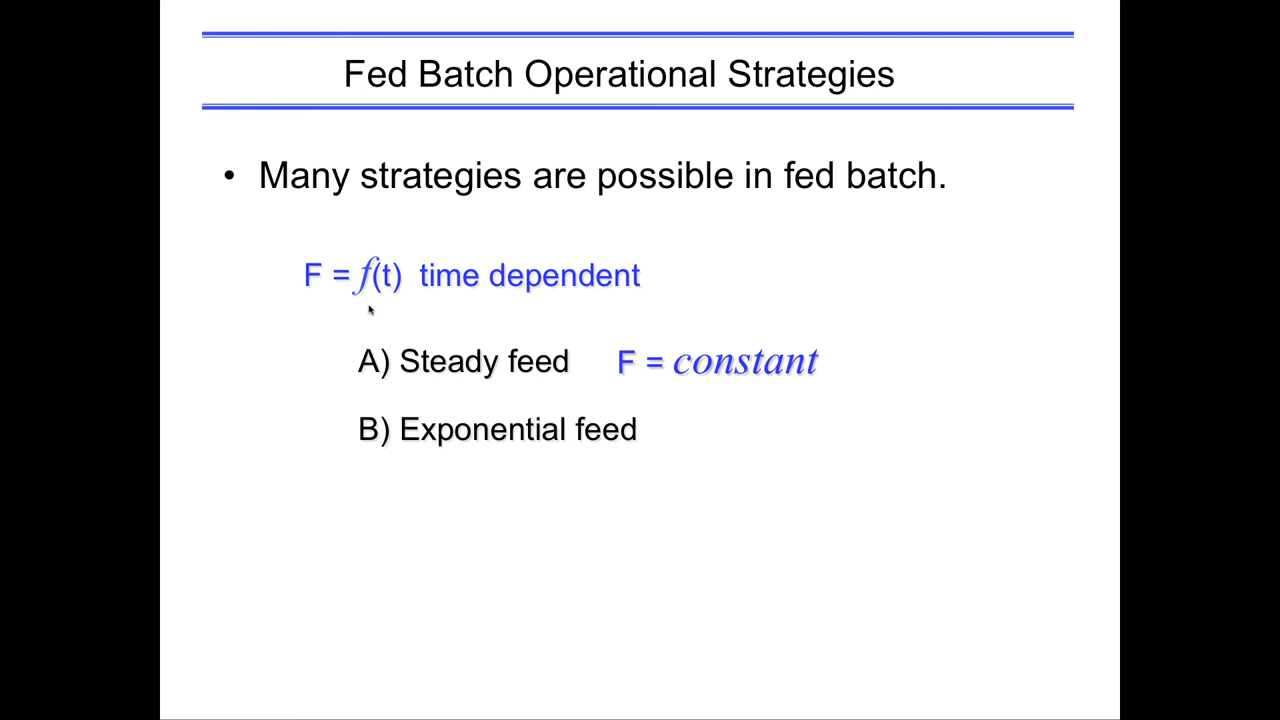 Fed Batch Operational Strategies
• Many strategies are possible in fed batch.
F = f(t) time dependent
A) Steady feed F = constant
B) Exponential feed